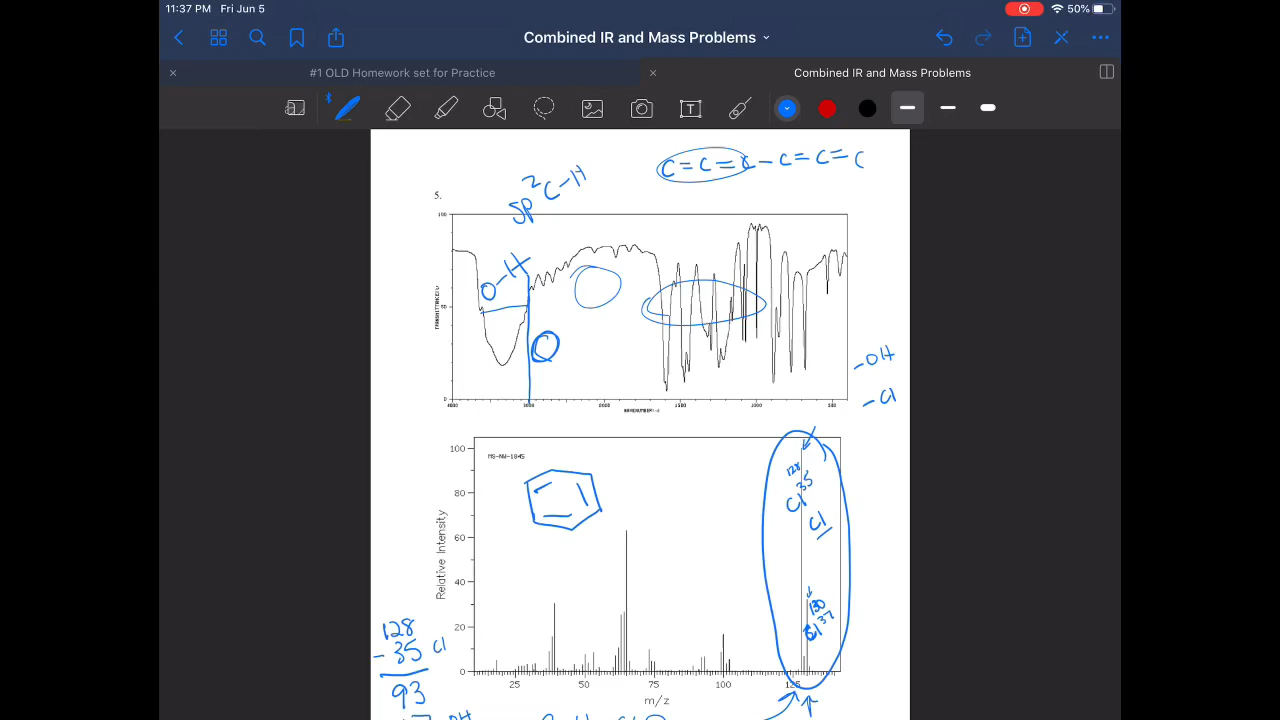 11:37 PM Fri Jun 5
50%
Combined IR and Mass Problems
#1 OLD Homework set for Practice
Combined IR and Mass Problems
C=C=C-C=C=C
sp2 C-H
5.
O-H
100
50
0
4000 3000 2000 1500 1000 500
-OH
-Cl
MS-NW-1845
Relative Intensity
100
80
60
40
20
0
25 50 75 100 125
m/z
128
Cl35
Cl
130
Cl37
128
-35 Cl
93